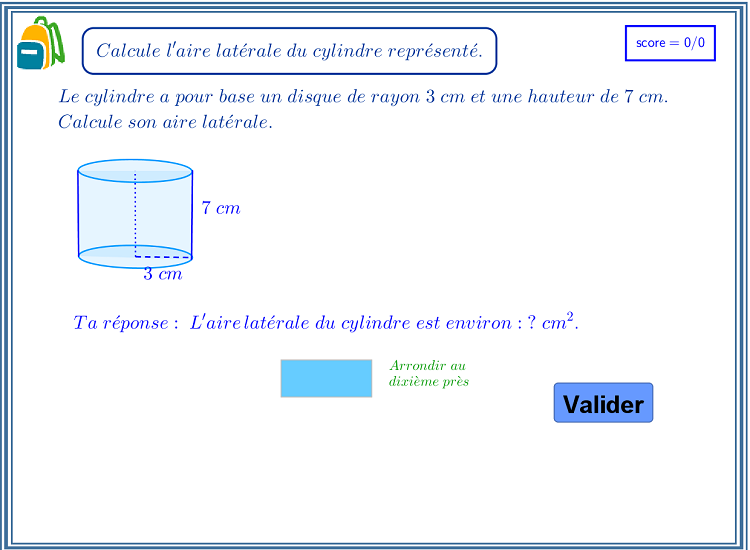 Calcule l'aire latérale du cylindre représenté.
score = 0/0
Le cylindre a pour base un disque de rayon 3 cm et une hauteur de 7 cm.
Calcule son aire latérale.
7 cm
3 cm
Ta réponse : L'aire latérale du cylindre est environ : ? cm².
Arrondir au
dixième près
Valider